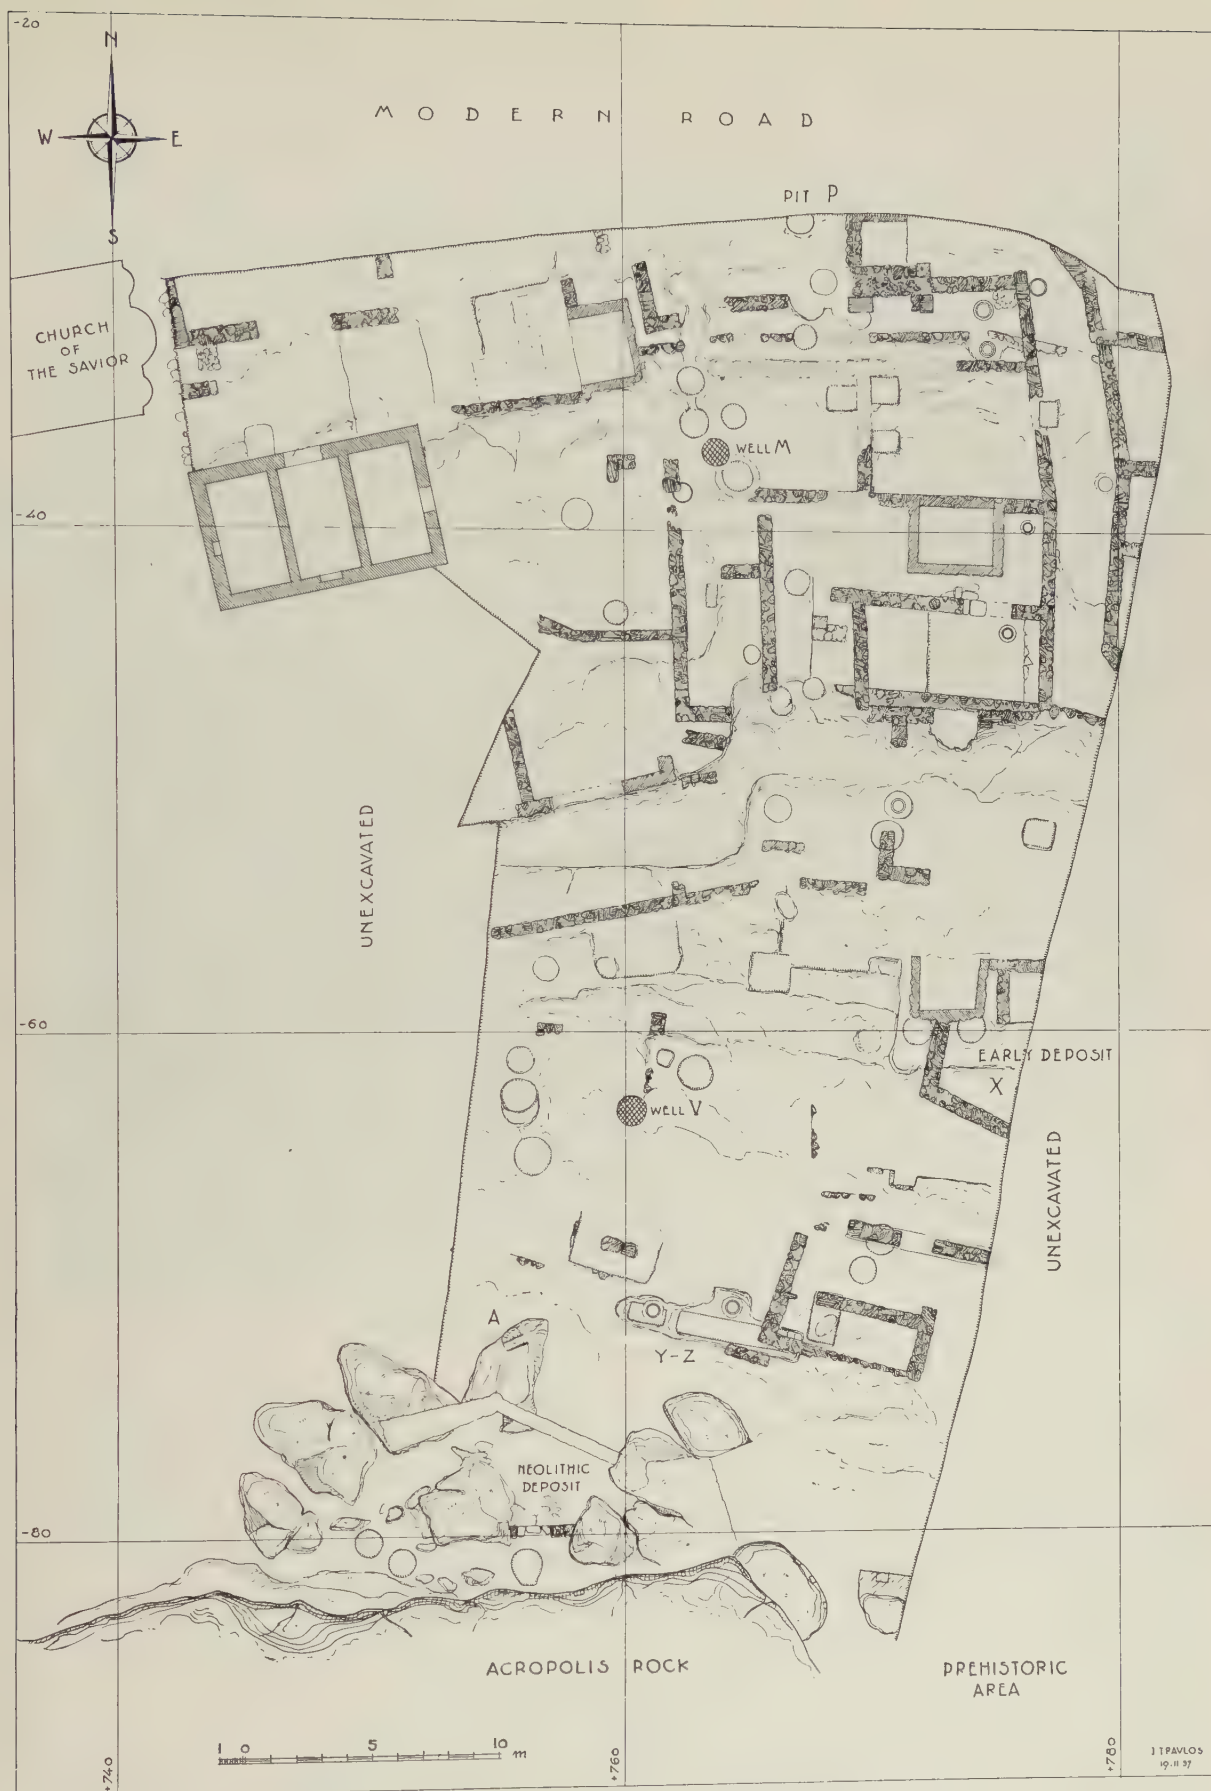 -20
N
W E
S
MODERN ROAD
PIT P
CHURCH
OF
THE SAVIOR
WELL M
-40
UNEXCAVATED
-60
EARLY DEPOSIT
X
WELL V
UNEXCAVATED
A
Y-Z
NEOLITHIC
DEPOSIT
-80
ACROPOLIS ROCK
PREHISTORIC
AREA
1 0 5 10 m
+740
+760
+780